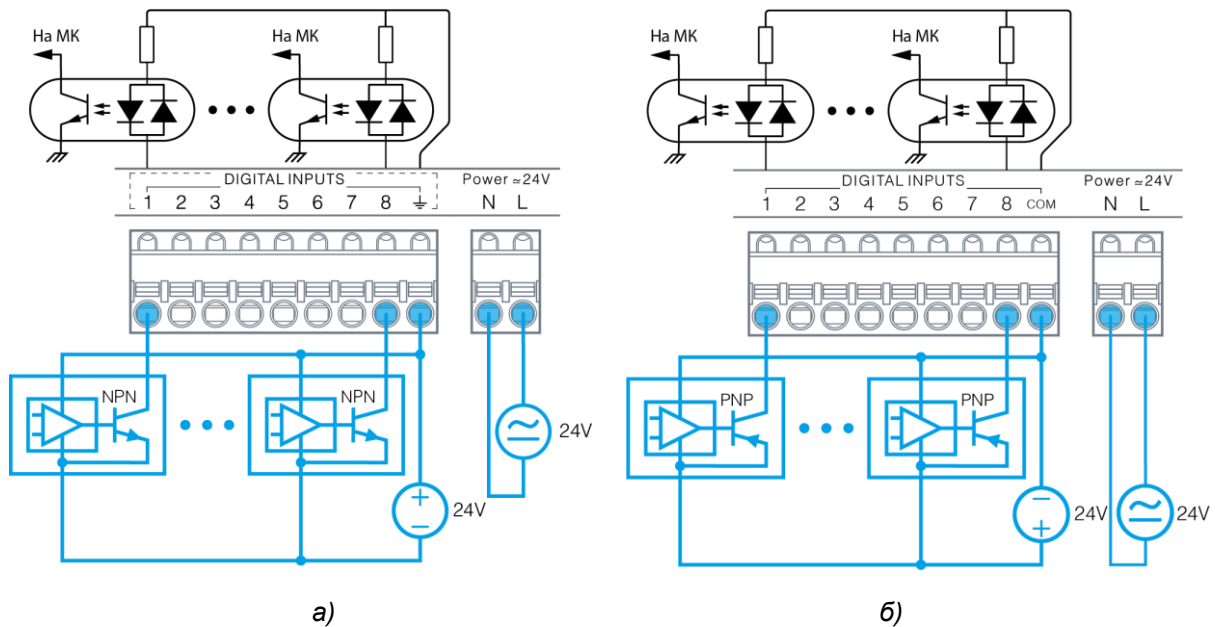 На МК На МК На МК На МК
DIGITAL INPUTS Power ≃24V DIGITAL INPUTS Power ≃24V
1 2 3 4 5 6 7 8 ⏚ N L 1 2 3 4 5 6 7 8 COM N L
NPN NPN PNP PNP
24V
+ −
− 24V 24V + 24V
а) б)